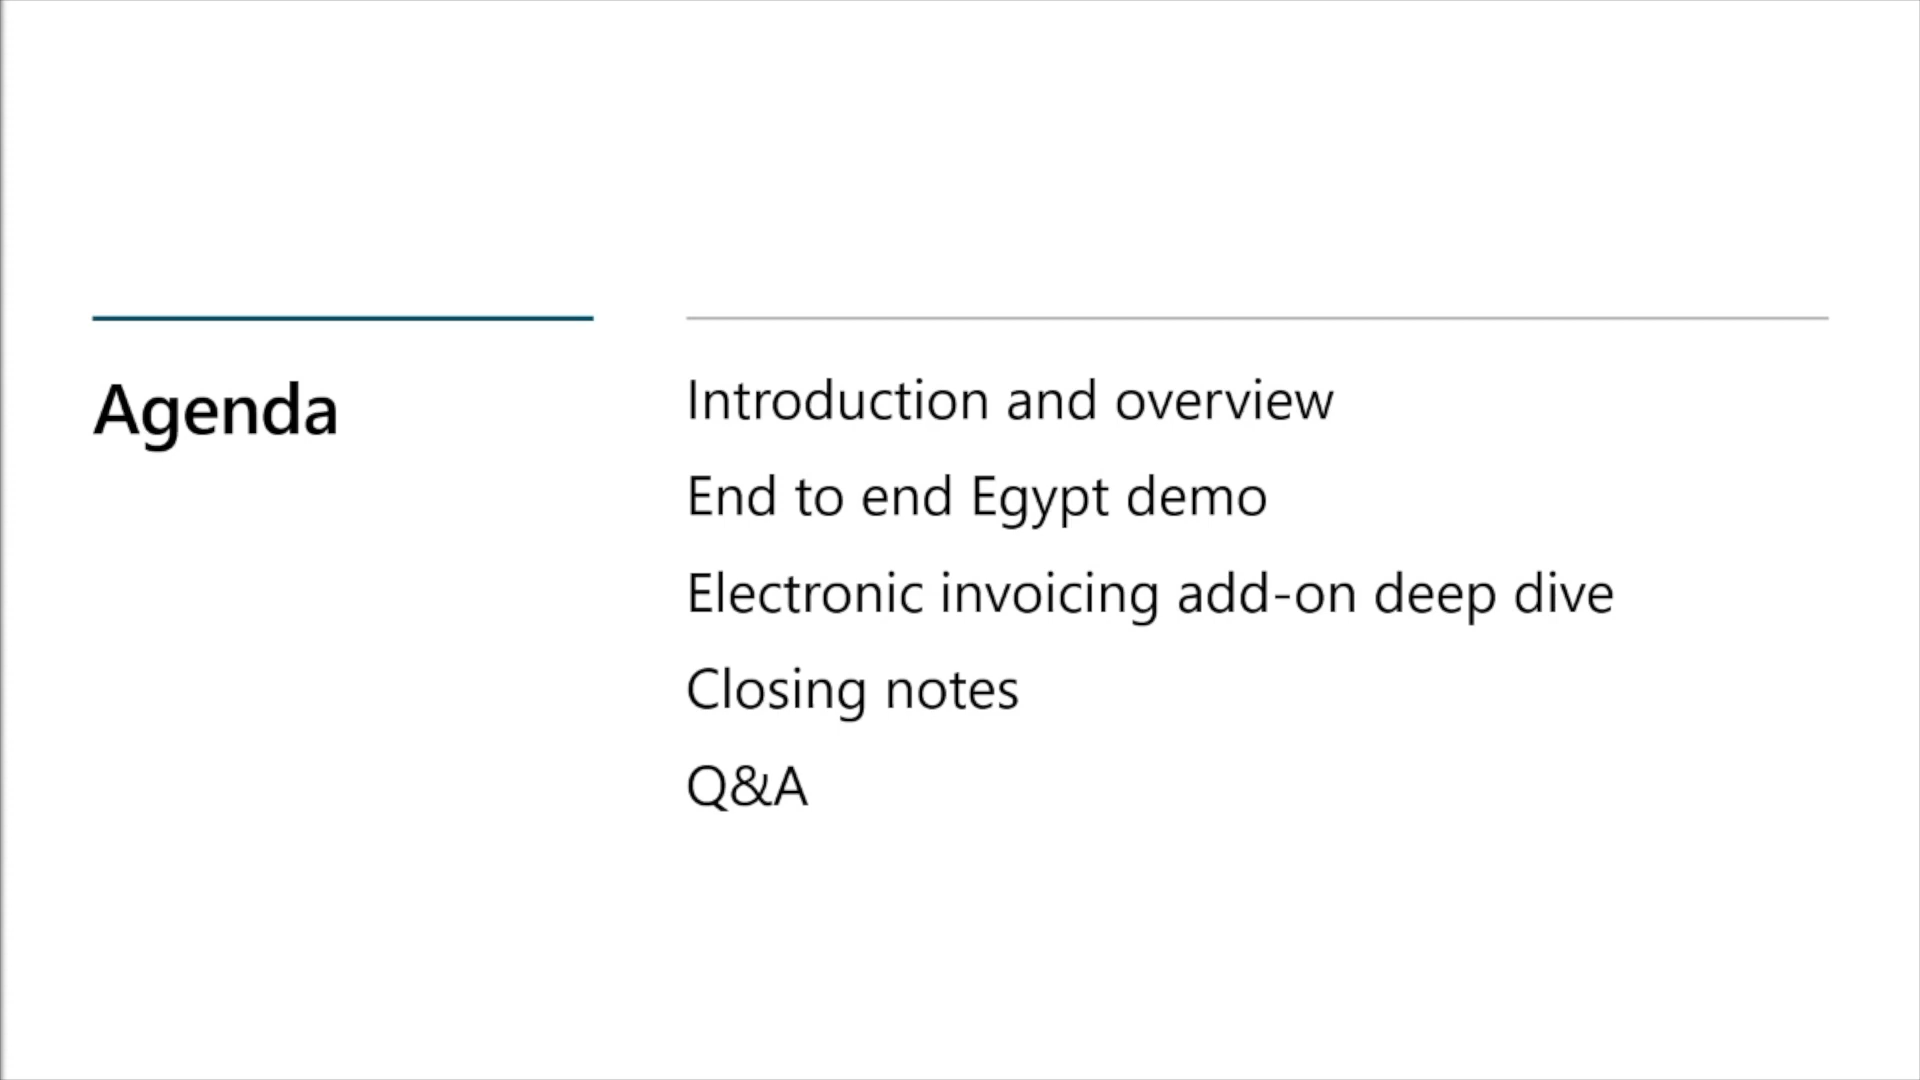 Agenda
Introduction and overview
End to end Egypt demo
Electronic invoicing add-on deep dive
Closing notes
Q&A